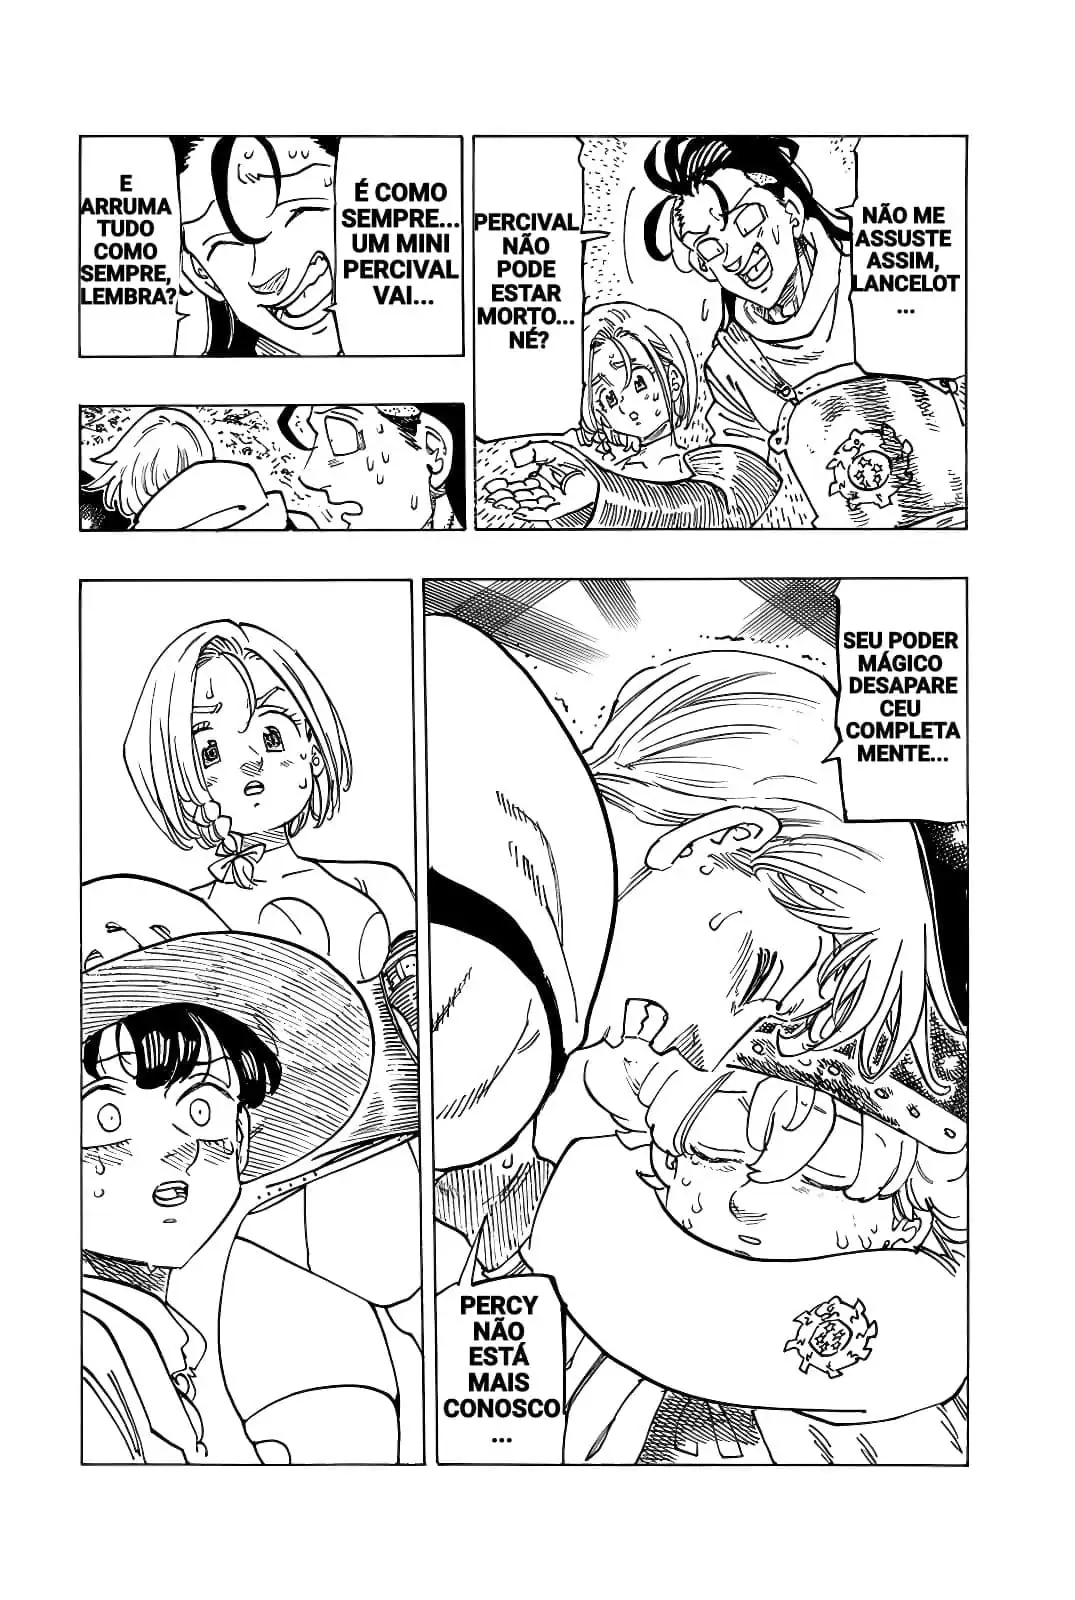 NÃO ME
ASSUSTE
ASSIM,
LANCELOT
...
PERCIVAL
NÃO
PODE
ESTAR
MORTO...
NÉ?
É COMO
SEMPRE...
UM MINI
PERCIVAL
VAI...
E
ARRUMA
TUDO
COMO
SEMPRE,
LEMBRA?
SEU PODER
MÁGICO
DESAPARE
CEU
COMPLETA
MENTE...
PERCY
NÃO
ESTÁ
MAIS
CONOSCO
...